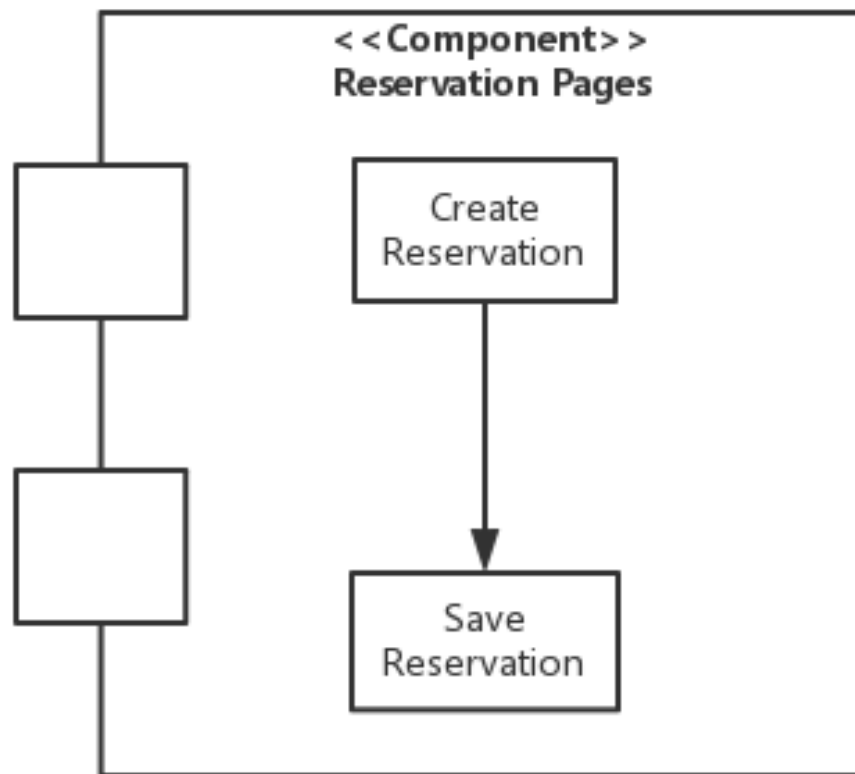 <<Component>>
Reservation Pages
Create
Reservation
Save
Reservation